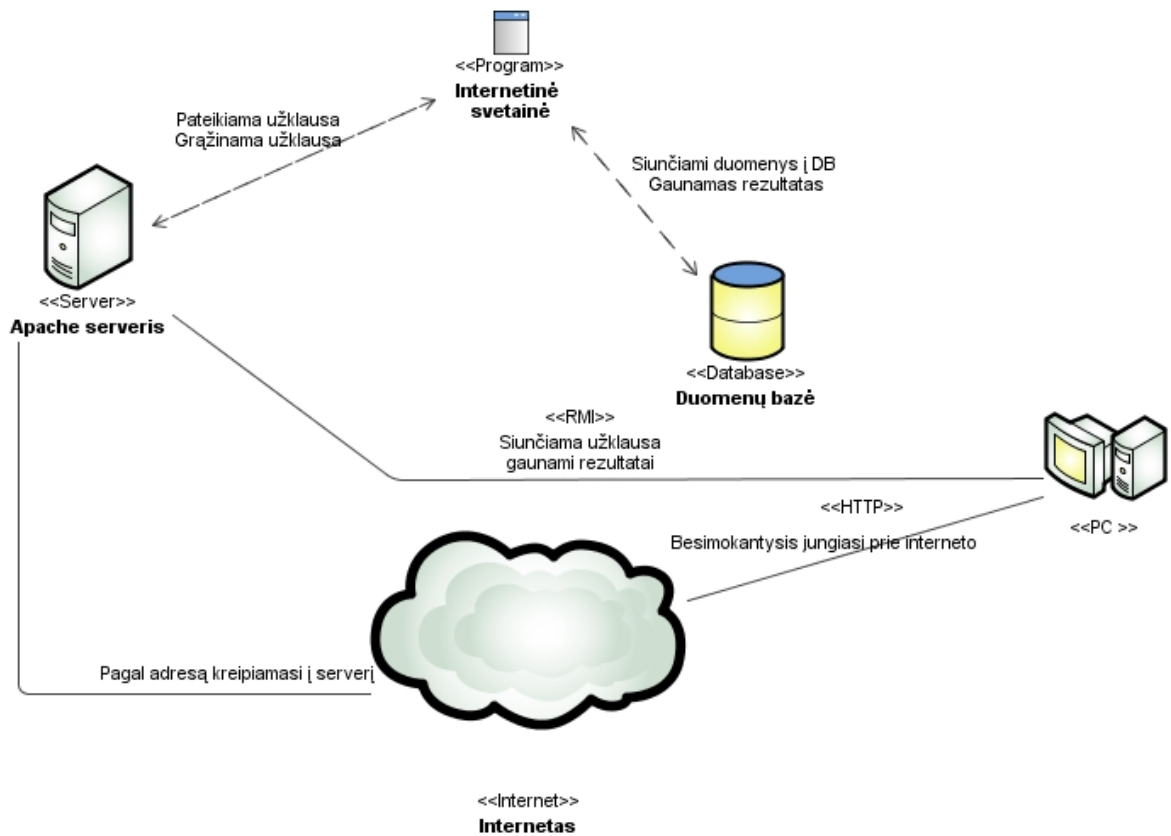 <<Program>>
Internetinė
svetainė
Pateikiama užklausa
Grąžinama užklausa
Siunčiami duomenys į DB
Gaunamas rezultatas
<<Server>>
Apache serveris
<<Database>>
Duomenų bazė
<<RMI>>
Siunčiama užklausa
gaunami rezultatai
<<HTTP>>
<<PC >>
Besimokantysis jungiasi prie interneto
Pagal adresą kreipiamasi į serverį
<<Internet>>
Internetas